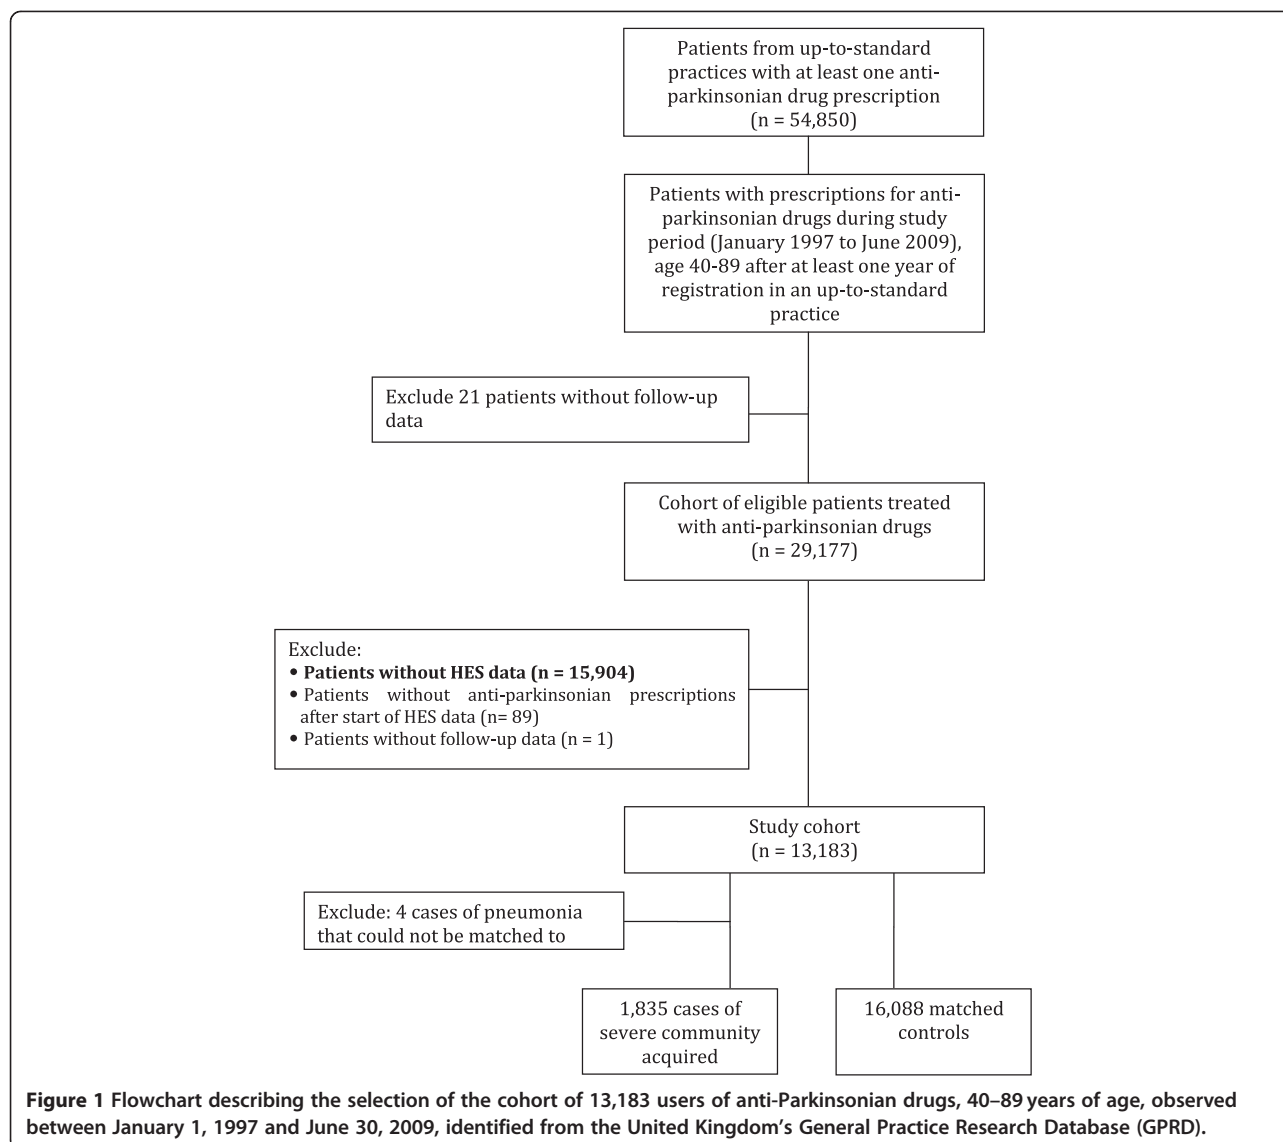 Patients from up-to-standard
practices with at least one anti-
parkinsonian drug prescription
(n = 54,850)
Patients with prescriptions for anti-
parkinsonian drugs during study
period (January 1997 to June 2009),
age 40-89 after at least one year of
registration in an up-to-standard
practice
Exclude 21 patients without follow-up
data
Cohort of eligible patients treated
with anti-parkinsonian drugs
(n = 29,177)
Exclude:
• Patients without HES data (n = 15,904)
• Patients without anti-parkinsonian prescriptions
after start of HES data (n= 89)
• Patients without follow-up data (n = 1)
Study cohort
(n = 13,183)
Exclude: 4 cases of pneumonia
that could not be matched to
1,835 cases of
severe community
acquired
16,088 matched
controls
Figure 1 Flowchart describing the selection of the cohort of 13,183 users of anti-Parkinsonian drugs, 40–89 years of age, observed
between January 1, 1997 and June 30, 2009, identified from the United Kingdom's General Practice Research Database (GPRD).